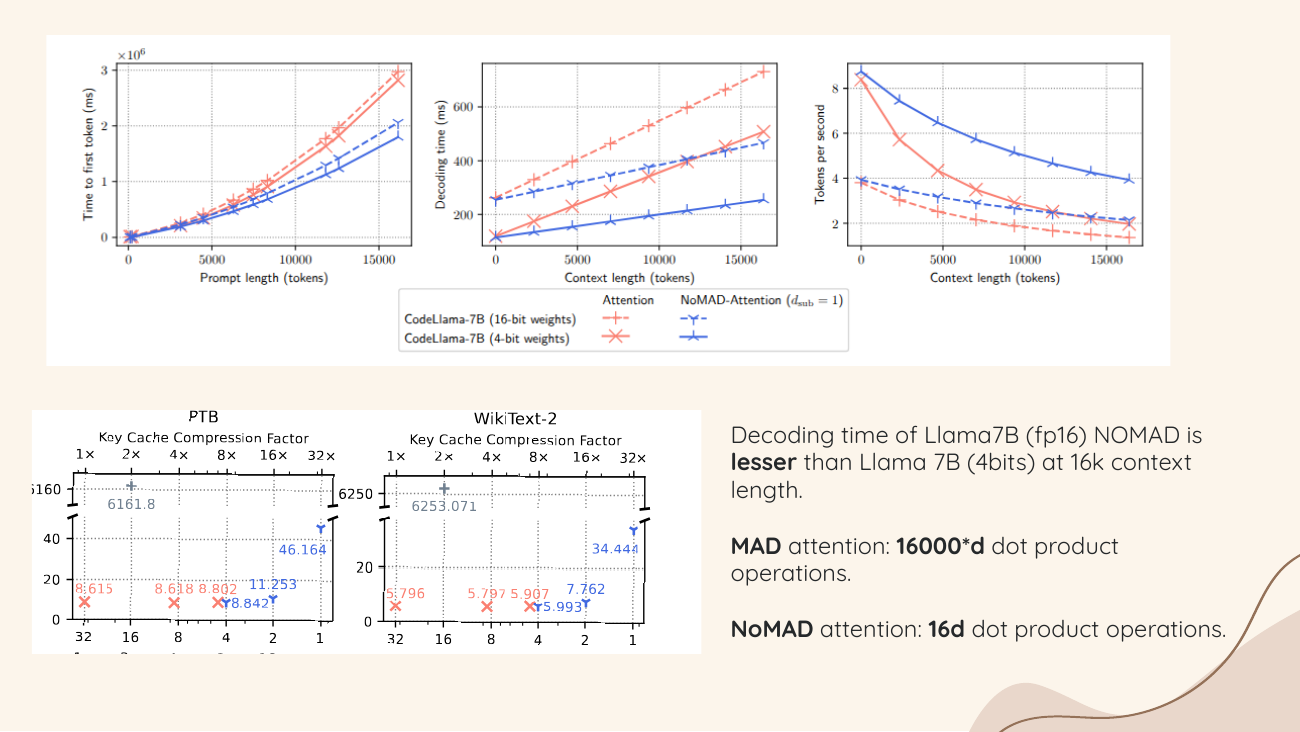 ×10⁶
3
2
1
0
Time to first token (ms)
0 5000 10000 15000
Prompt length (tokens)
600
400
200
Decoding time (ms)
0 5000 10000 15000
Context length (tokens)
8
6
4
2
Tokens per second
0 5000 10000 15000
Context length (tokens)
Attention NoMAD-Attention (d_sub = 1)
CodeLlama-7B (16-bit weights)
CodeLlama-7B (4-bit weights)
PTB
Key Cache Compression Factor
1× 2× 4× 8× 16× 32×
6160
6161.8
40
46.164
20
8.615 8.618 8.802 11.253
8.842
0
32 16 8 4 2 1
WikiText-2
Key Cache Compression Factor
1× 2× 4× 8× 16× 32×
6250
6253.071
34.444
20
5.796 5.797 5.907 7.762
5.993
0
32 16 8 4 2 1
Decoding time of Llama7B (fp16) NOMAD is
lesser than Llama 7B (4bits) at 16k context
length.
MAD attention: 16000*d dot product
operations.
NoMAD attention: 16d dot product operations.